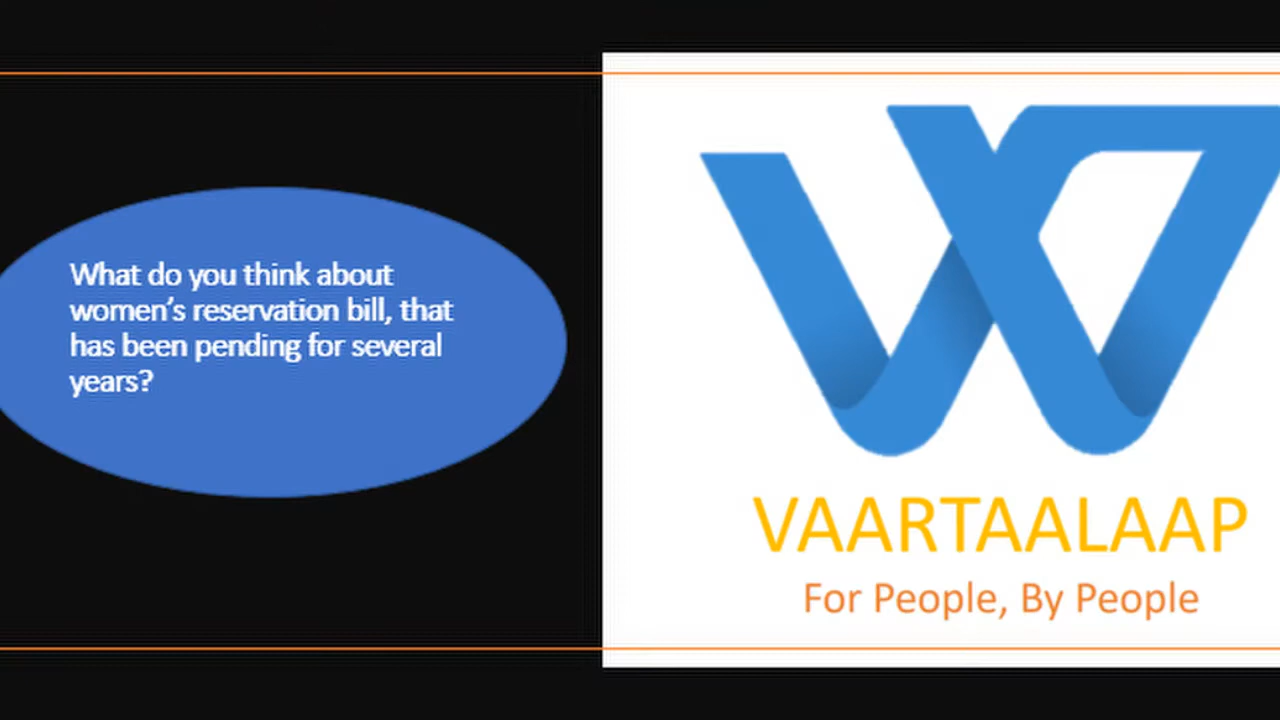 What do you think about
women’s reservation bill, that
has been pending for several
years?
VAARTAALAAP
For People, By People